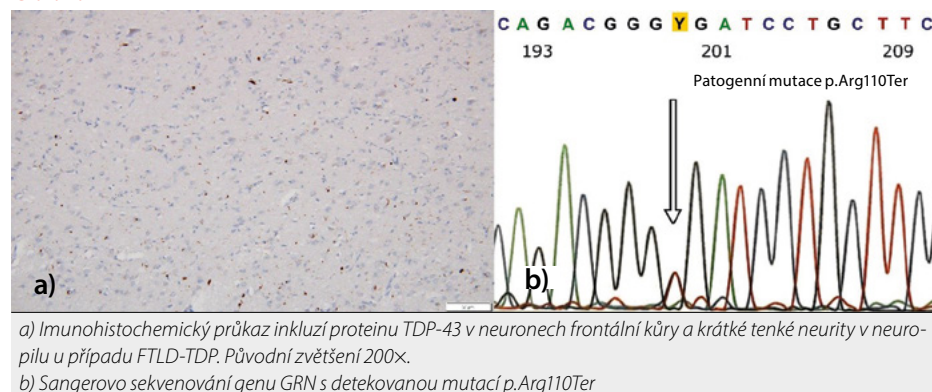 CAGACGGGYGATCCTGCTTC
193 201 209
Patogenní mutace p.Arg110Ter
a)
b)
a) Imunohistochemický průkaz inkluzí proteinu TDP-43 v neuronech frontální kůry a krátké tenké neurity v neuro-
pilu u případu FTLD-TDP. Původní zvětšení 200×.
b) Sangerovo sekvenování genu GRN s detekovanou mutací p.Arg110Ter